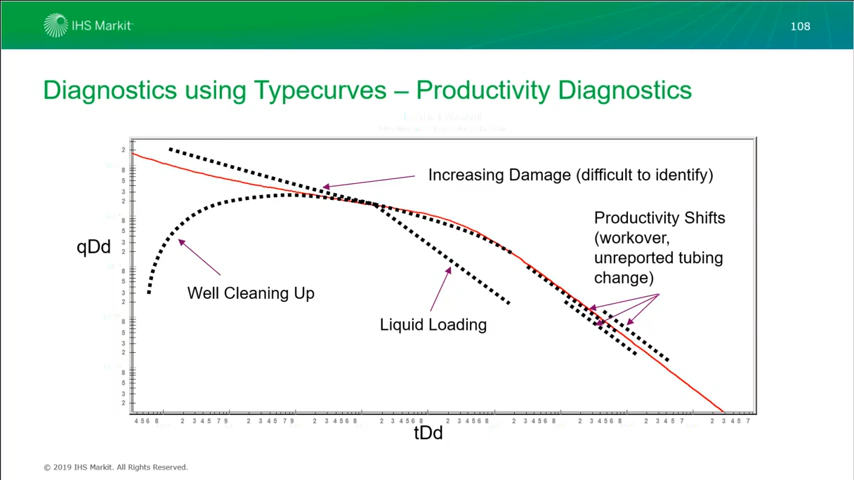 IHS Markit
108
Diagnostics using Typecurves – Productivity Diagnostics
Increasing Damage (difficult to identify)
Productivity Shifts
(workover,
unreported tubing
change)
qDd
Well Cleaning Up
Liquid Loading
tDd
© 2019 IHS Markit. All Rights Reserved.